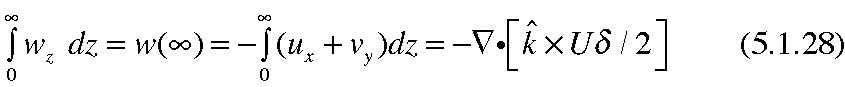 ∫₀^∞ w_z dz = w(∞) = −∫₀^∞ (u_x + v_y)dz = −∇•[k̂ × Uδ / 2] (5.1.28)